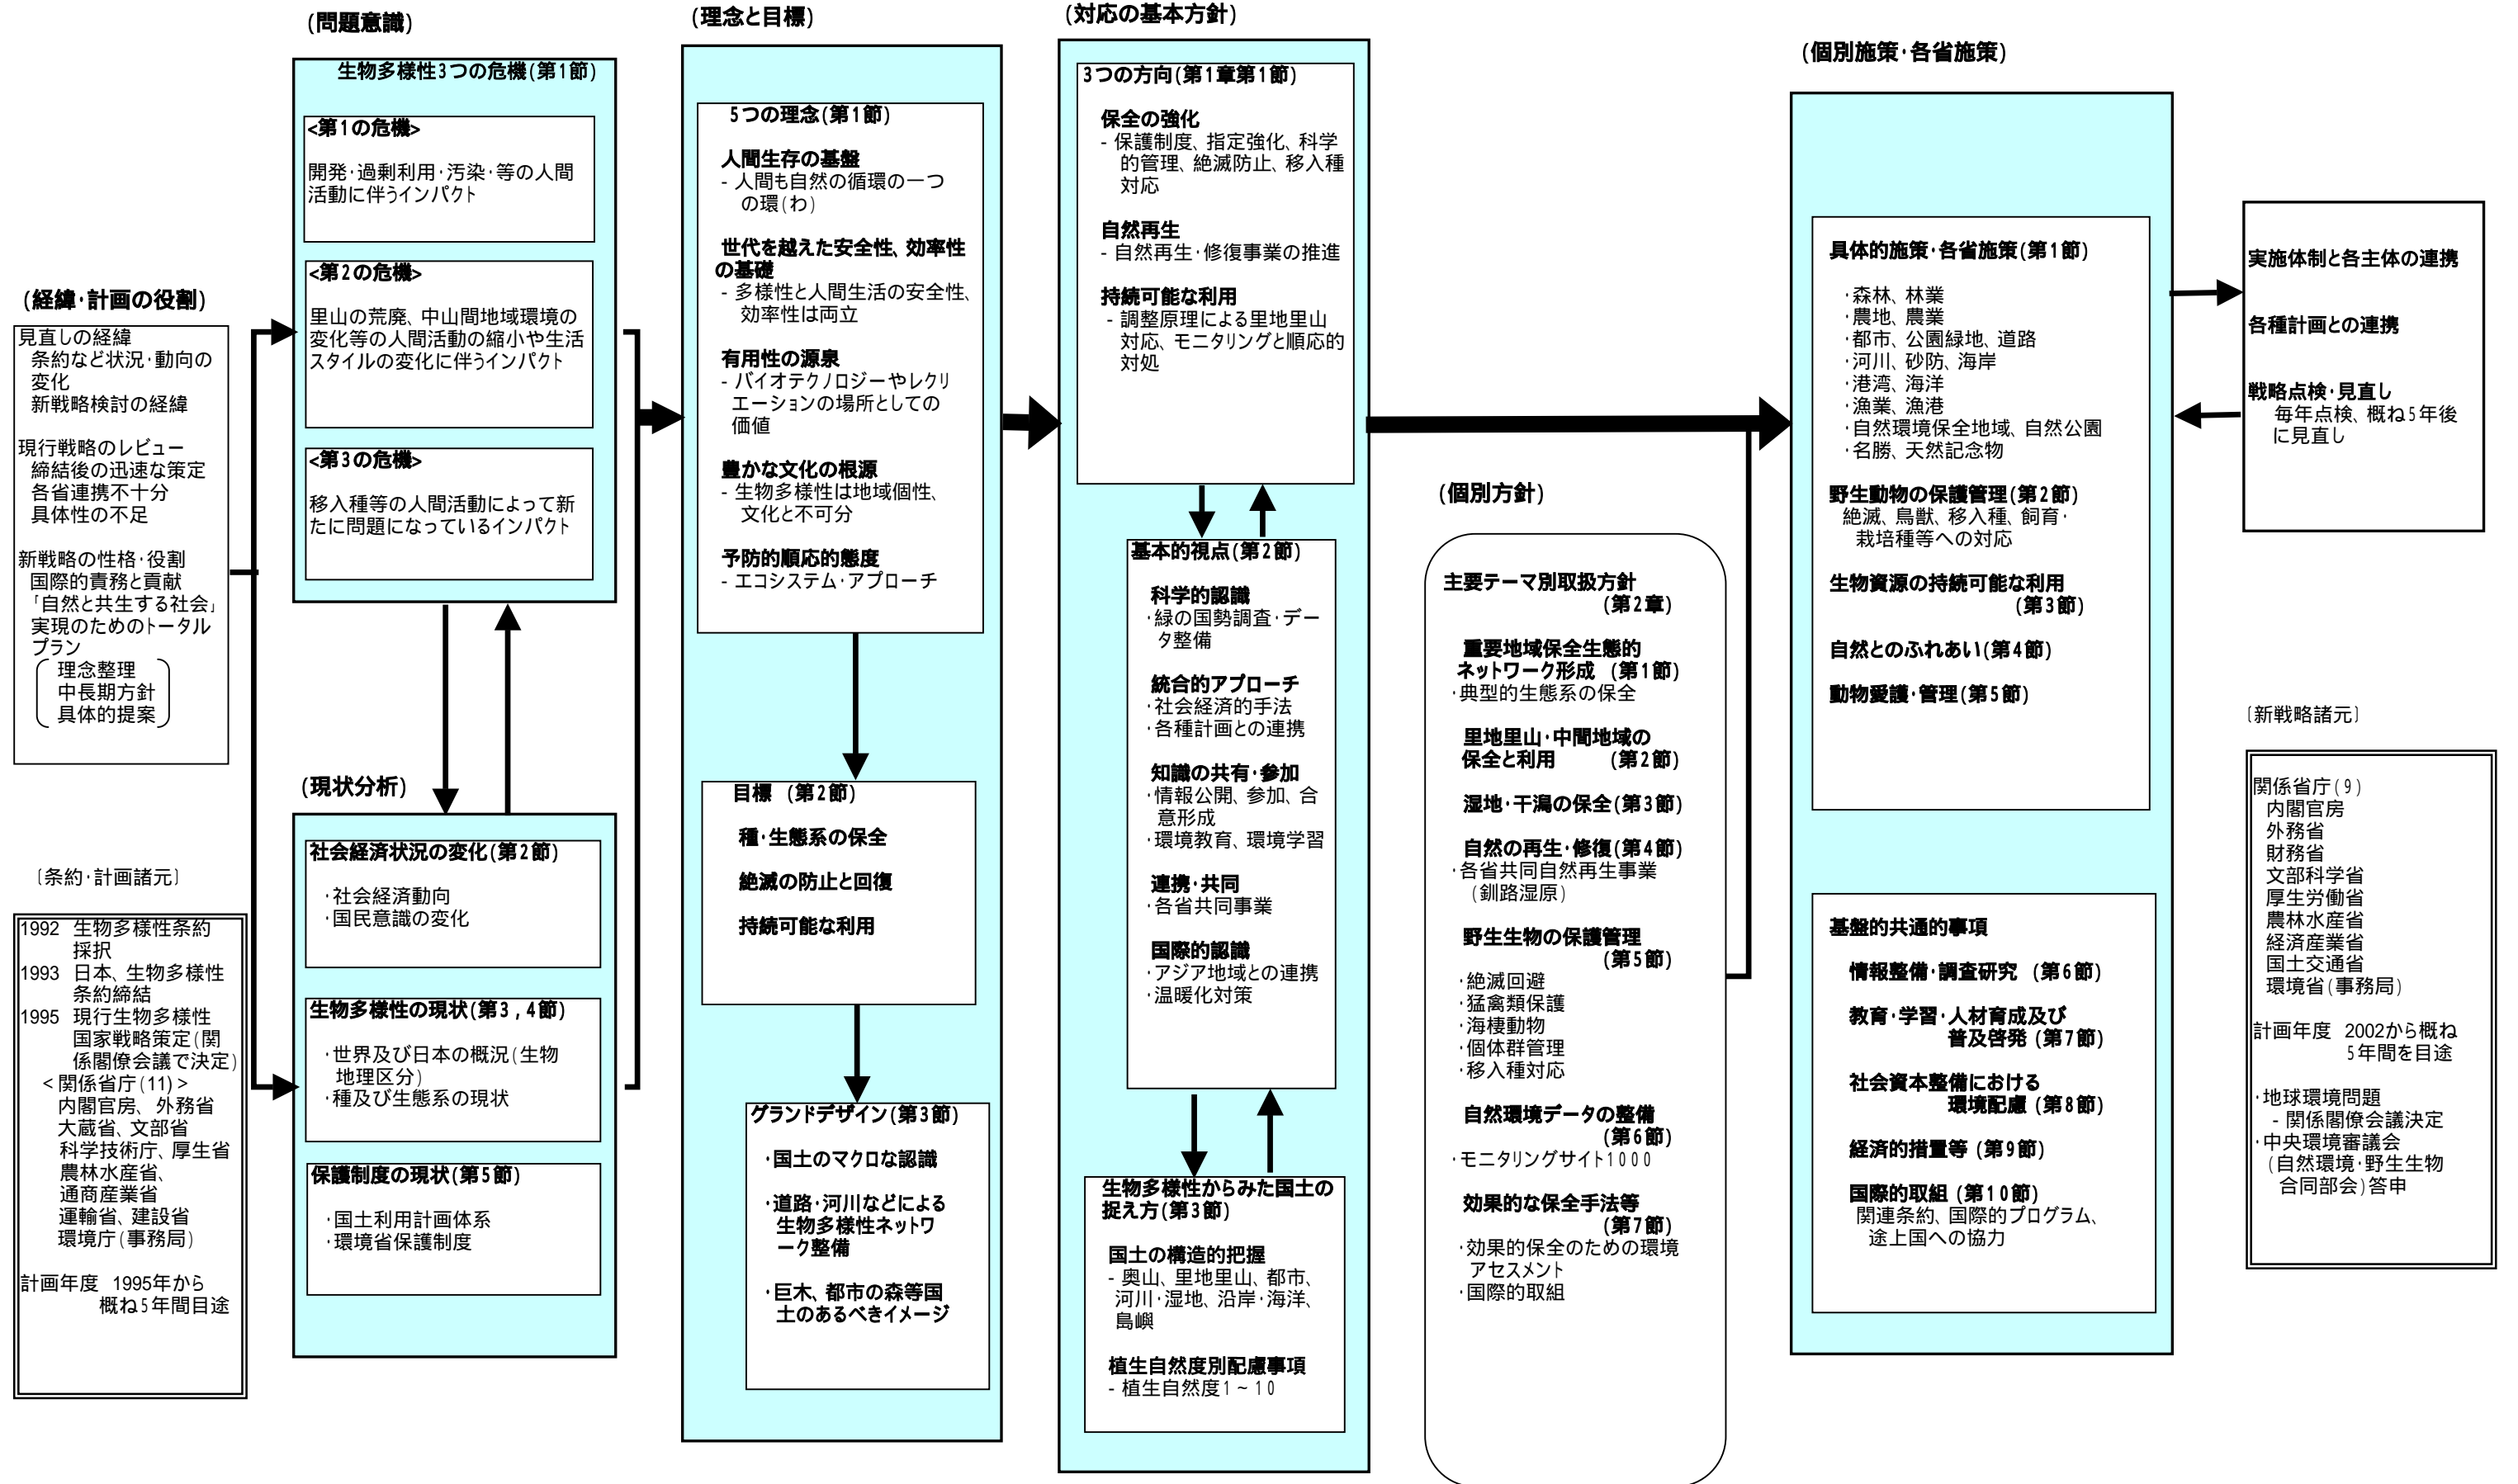 (経緯･計画の役割)
見直しの経緯
条約など状況･動向の
変化
新戦略検討の経緯
現行戦略のレビュー
締結後の迅速な策定
各省連携不十分
具体性の不足
新戦略の性格･役割
国際的責務と貢献
｢自然と共生する社会｣
実現のためのトータル
プラン
理念整理
中長期方針
具体的提案
〔条約･計画諸元〕
1992 生物多様性条約
採択
1993 日本、生物多様性
条約締結
1995 現行生物多様性
国家戦略策定(関
係閣僚会議で決定)
<関係省庁(11)>
内閣官房、外務省
大蔵省、文部省
科学技術庁、厚生省
農林水産省、
通商産業省
運輸省、建設省
環境庁(事務局)
計画年度 1995年から
概ね5年間目途
(問題意識)
生物多様性3つの危機(第1節)
<第1の危機>
開発･過剰利用･汚染･等の人間
活動に伴うインパクト
<第2の危機>
里山の荒廃、中山間地域環境の
変化等の人間活動の縮小や生活
スタイルの変化に伴うインパクト
<第3の危機>
移入種等の人間活動によって新
たに問題になっているインパクト
(現状分析)
社会経済状況の変化(第2節)
･社会経済動向
･国民意識の変化
生物多様性の現状(第3,4節)
･世界及び日本の概況(生物
地理区分)
･種及び生態系の現状
保護制度の現状(第5節)
･国土利用計画体系
･環境省保護制度
(理念と目標)
5つの理念(第1節)
人間生存の基盤
- 人間も自然の循環の一つ
の環(わ)
世代を越えた安全性、効率性
の基礎
- 多様性と人間生活の安全性、
効率性は両立
有用性の源泉
- バイオテクノロジーやレクリ
エーションの場所としての
価値
豊かな文化の根源
- 生物多様性は地域個性、
文化と不可分
予防的順応的態度
- エコシステム･アプローチ
目標 (第2節)
種･生態系の保全
絶滅の防止と回復
持続可能な利用
グランドデザイン(第3節)
･国土のマクロな認識
･道路･河川などによる
生物多様性ネットワ
ーク整備
･巨木、都市の森等国
土のあるべきイメージ
(対応の基本方針)
3つの方向(第1章第1節)
保全の強化
- 保護制度、指定強化、科学
的管理、絶滅防止、移入種
対応
自然再生
- 自然再生･修復事業の推進
持続可能な利用
- 調整原理による里地里山
対応、モニタリングと順応的
対処
基本的視点(第2節)
科学的認識
･緑の国勢調査･デー
タ整備
統合的アプローチ
･社会経済的手法
･各種計画との連携
知識の共有･参加
･情報公開、参加、合
意形成
･環境教育、環境学習
連携･共同
･各省共同事業
国際的認識
･アジア地域との連携
･温暖化対策
生物多様性からみた国土の
捉え方(第3節)
国土の構造的把握
- 奥山、里地里山、都市、
河川･湿地、沿岸･海洋、
島嶼
植生自然度別配慮事項
- 植生自然度1~10
(個別方針)
主要テーマ別取扱方針
(第2章)
重要地域保全生態的
ネットワーク形成 (第1節)
･典型的生態系の保全
里地里山･中間地域の
保全と利用 (第2節)
湿地･干潟の保全(第3節)
自然の再生･修復(第4節)
･各省共同自然再生事業
(釧路湿原)
野生生物の保護管理
(第5節)
･絶滅回避
･猛禽類保護
･海棲動物
･個体群管理
･移入種対応
自然環境データの整備
(第6節)
･モニタリングサイト1000
効果的な保全手法等
(第7節)
･効果的保全のための環境
アセスメント
･国際的取組
(個別施策･各省施策)
具体的施策･各省施策(第1節)
･森林、林業
･農地、農業
･都市、公園緑地、道路
･河川、砂防、海岸
･港湾、海洋
･漁業、漁港
･自然環境保全地域、自然公園
･名勝、天然記念物
野生動物の保護管理(第2節)
絶滅、鳥獣、移入種、飼育･
栽培種等への対応
生物資源の持続可能な利用
(第3節)
自然とのふれあい(第4節)
動物愛護･管理(第5節)
基盤的共通的事項
情報整備･調査研究 (第6節)
教育･学習･人材育成及び
普及啓発 (第7節)
社会資本整備における
環境配慮 (第8節)
経済的措置等 (第9節)
国際的取組 (第10節)
関連条約、国際的プログラム、
途上国への協力
実施体制と各主体の連携
各種計画との連携
戦略点検･見直し
毎年点検、概ね5年後
に見直し
〔新戦略諸元〕
関係省庁(9)
内閣官房
外務省
財務省
文部科学省
厚生労働省
農林水産省
経済産業省
国土交通省
環境省(事務局)
計画年度 2002から概ね
5年間を目途
･地球環境問題
- 関係閣僚会議決定
･中央環境審議会
(自然環境･野生生物
合同部会)答申